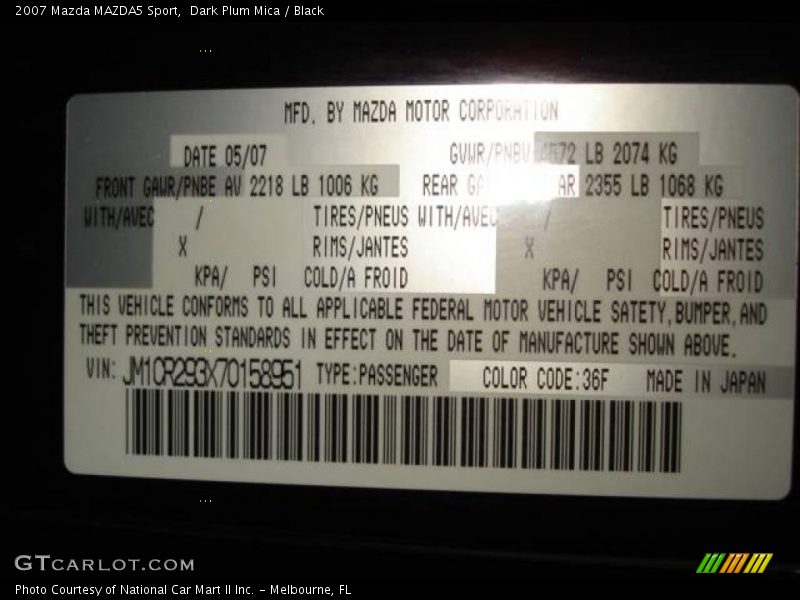 2007 Mazda MAZDA5 Sport,  Dark Plum Mica / Black
MFD. BY MAZDA MOTOR CORPORATION
DATE 05/07 GVWR/PNBV 4572 LB 2074 KG
FRONT GAWR/PNBE AV 2218 LB 1006 KG REAR AR 2355 LB 1068 KG
WITH/AVEC / TIRES/PNEUS WITH/AVEC / TIRES/PNEUS
X RIMS/JANTES X RIMS/JANTES
KPA/ PSI COLD/A FROID KPA/ PSI COLD/A FROID
THIS VEHICLE CONFORMS TO ALL APPLICABLE FEDERAL MOTOR VEHICLE SATETY, BUMPER, AND
THEFT PREVENTION STANDARDS IN EFFECT ON THE DATE OF MANUFACTURE SHOWN ABOVE.
VIN: JM1CR293X70158951 TYPE:PASSENGER COLOR CODE:36F MADE IN JAPAN
GTCARLOT.COM
Photo Courtesy of National Car Mart II Inc. – Melbourne, FL